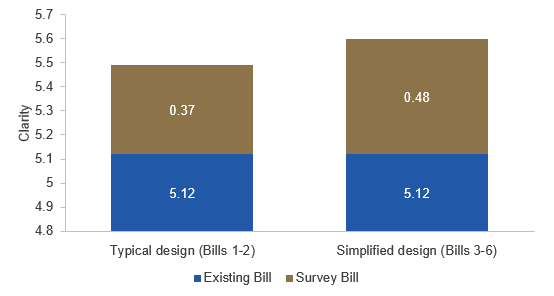 5.7
5.6
5.5
5.4
5.3
5.2
5.1
5
4.9
4.8
Clarity
0.37
0.48
5.12
5.12
Typical design (Bills 1-2)
Simplified design (Bills 3-6)
Existing Bill
Survey Bill